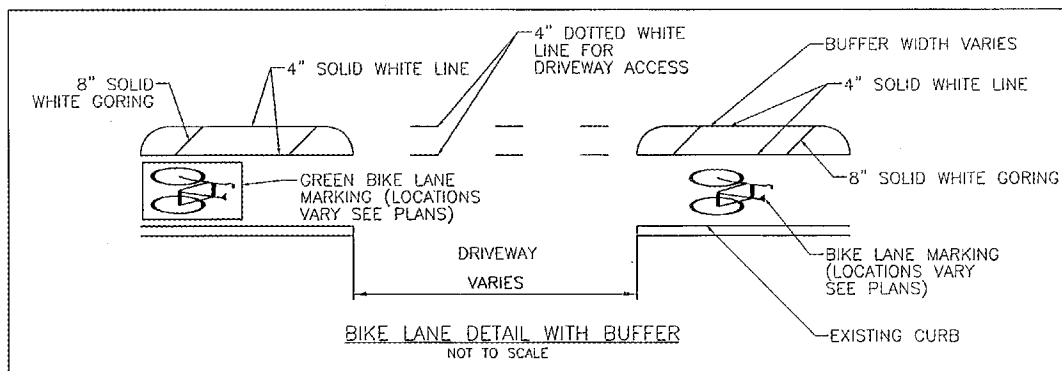 8" SOLID
WHITE GORING
4" SOLID WHITE LINE
4" DOTTED WHITE
LINE FOR
DRIVEWAY ACCESS
BUFFER WIDTH VARIES
4" SOLID WHITE LINE
8" SOLID WHITE GORING
GREEN BIKE LANE
MARKING (LOCATIONS
VARY SEE PLANS)
DRIVEWAY
VARIES
BIKE LANE MARKING
(LOCATIONS VARY
SEE PLANS)
EXISTING CURB
BIKE LANE DETAIL WITH BUFFER
NOT TO SCALE